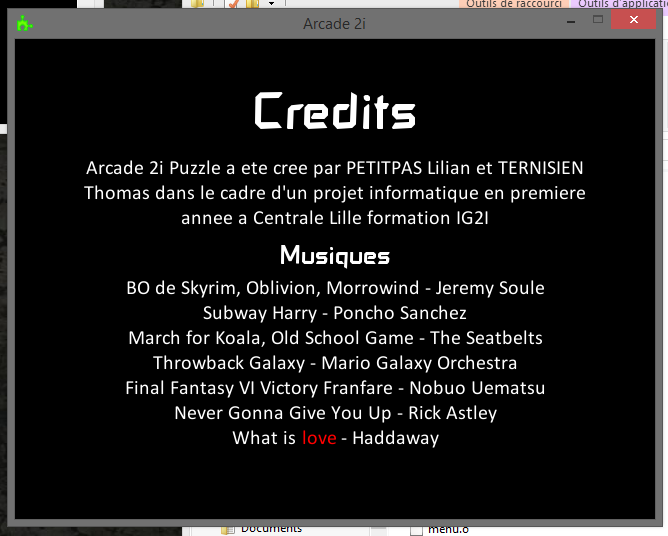 Outils de raccourci
Outils d'applicatio
Arcade 2i
Credits
Arcade 2i Puzzle a ete cree par PETITPAS Lilian et TERNISIEN
Thomas dans le cadre d'un projet informatique en premiere
annee a Centrale Lille formation IG2I
Musiques
BO de Skyrim, Oblivion, Morrowind - Jeremy Soule
Subway Harry - Poncho Sanchez
March for Koala, Old School Game - The Seatbelts
Throwback Galaxy - Mario Galaxy Orchestra
Final Fantasy VI Victory Franfare - Nobuo Uematsu
Never Gonna Give You Up - Rick Astley
What is love - Haddaway
Documents
menu.o